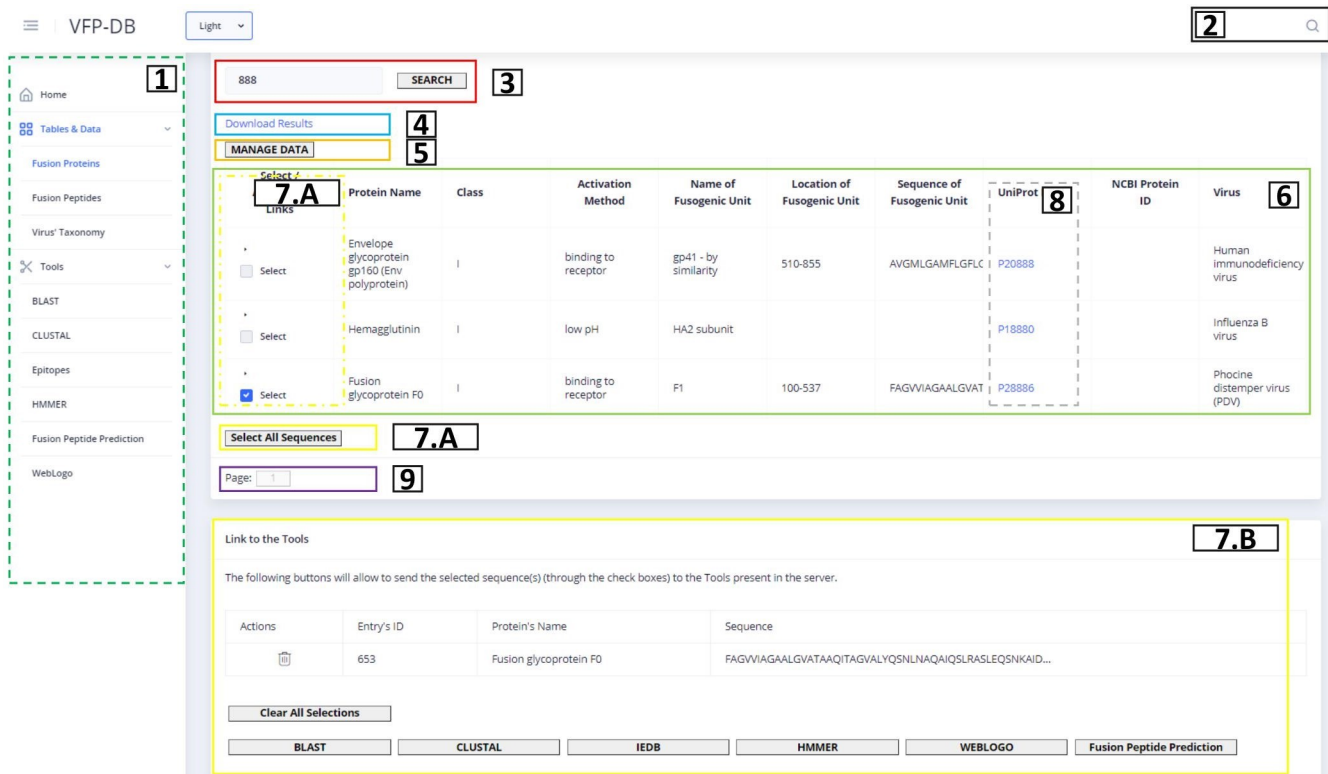 VFP-DB
Light
2
1
Home
Tables & Data
Fusion Proteins
Fusion Peptides
Virus' Taxonomy
Tools
BLAST
CLUSTAL
Epitopes
HMMER
Fusion Peptide Prediction
WebLogo
888 SEARCH 3
Download Results 4
MANAGE DATA 5
Select / Links 7.A Protein Name Class Activation Method Name of Fusogenic Unit Location of Fusogenic Unit Sequence of Fusogenic Unit UniProt 8 NCBI Protein ID Virus 6
Select Envelope glycoprotein gp160 (Env polyprotein) I binding to receptor gp41 - by similarity 510-855 AVGMLGAMFLGFLC P20888 Human immunodeficiency virus
Select Hemagglutinin I low pH HA2 subunit P18880 Influenza B virus
Select Fusion glycoprotein F0 I binding to receptor F1 100-537 FAGVVIAGAALGVAT P28886 Phocine distemper virus (PDV)
Select All Sequences 7.A
Page: 1 9
Link to the Tools 7.B
The following buttons will allow to send the selected sequence(s) (through the check boxes) to the Tools present in the server.
Actions Entry's ID Protein's Name Sequence
653 Fusion glycoprotein F0 FAGVVIAGAALGVATAAQITAGVALYQSNLNAQAIQSLRASLEQSNKAID...
Clear All Selections
BLAST CLUSTAL IEDB HMMER WEBLOGO Fusion Peptide Prediction